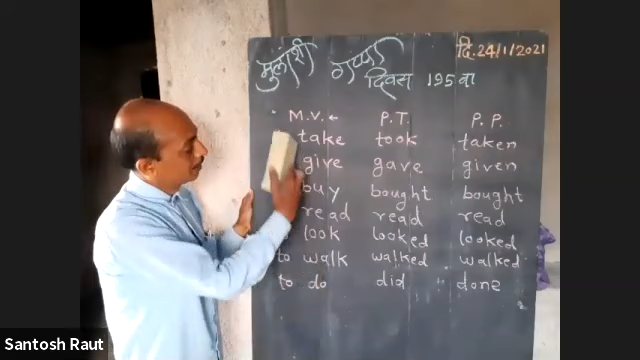 मुलांशी गप्पा दि. 24/1/2021
दिवस 195 वा
M.V.← P.T. P.P.
take took taken
give gave given
buy bought bought
read read read
look looked looked
to walk walked walked
to do did done
Santosh Raut